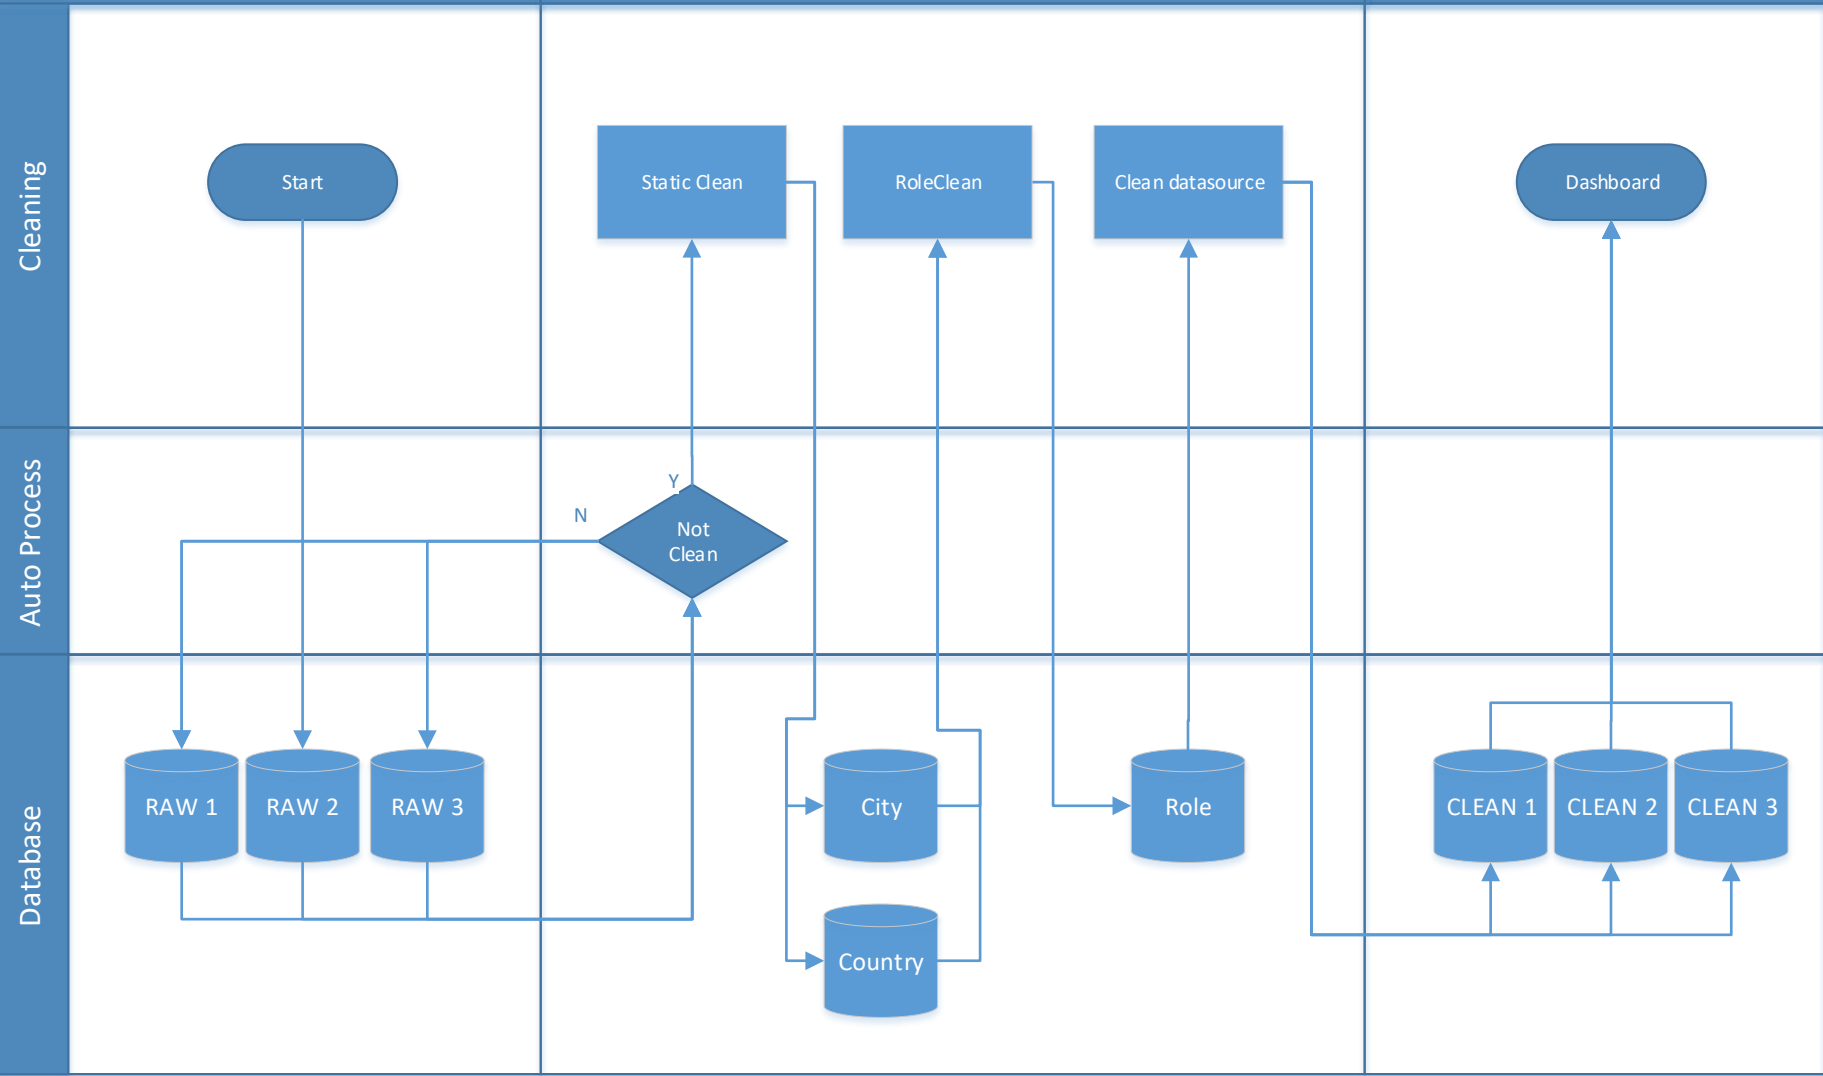 Cleaning
Start
Static Clean
RoleClean
Clean datasource
Dashboard
Auto Process
Y
N
Not
Clean
Database
RAW 1
RAW 2
RAW 3
City
Role
CLEAN 1
CLEAN 2
CLEAN 3
Country